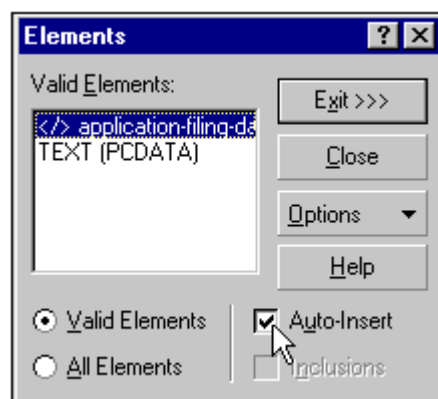 Elements
Valid Elements:
</> application-filing-da
TEXT (PCDATA)
Exit >>>
Close
Options
Help
Valid Elements
All Elements
Auto-Insert
Inclusions